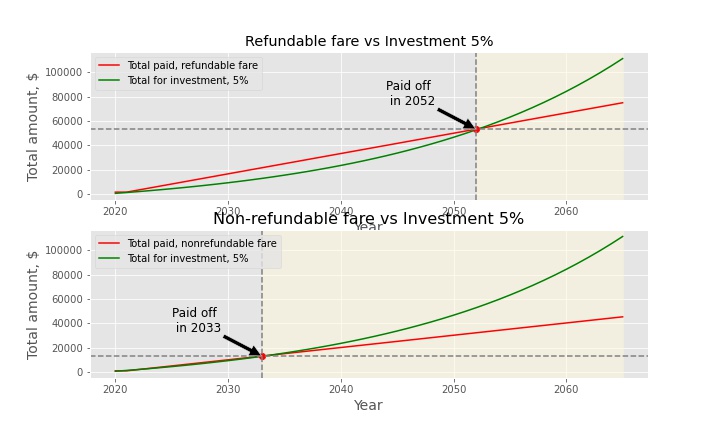 Refundable fare vs Investment 5%
Total amount, $
100000
80000
60000
40000
20000
0
Total paid, refundable fare
Total for investment, 5%
Paid off
in 2052
2020
2030
2040
2050
2060
Year
Non-refundable fare vs Investment 5%
Total amount, $
100000
80000
60000
40000
20000
0
Total paid, nonrefundable fare
Total for investment, 5%
Paid off
in 2033
2020
2030
2040
2050
2060
Year